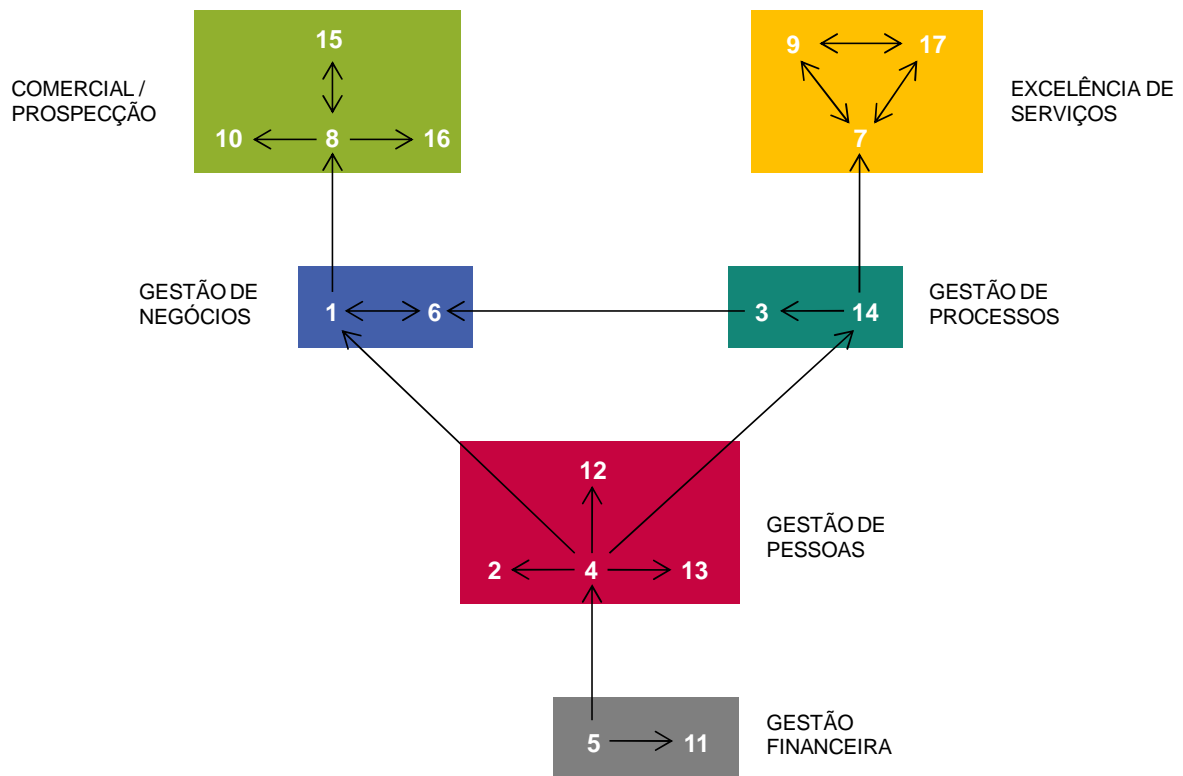 15
9 17
COMERCIAL /
PROSPECÇÃO
EXCELÊNCIA DE
SERVIÇOS
10 8 16
7
GESTÃO DE
NEGÓCIOS
1 6
3 14
GESTÃO DE
PROCESSOS
12
GESTÃO DE
PESSOAS
2 4 13
5 11
GESTÃO
FINANCEIRA